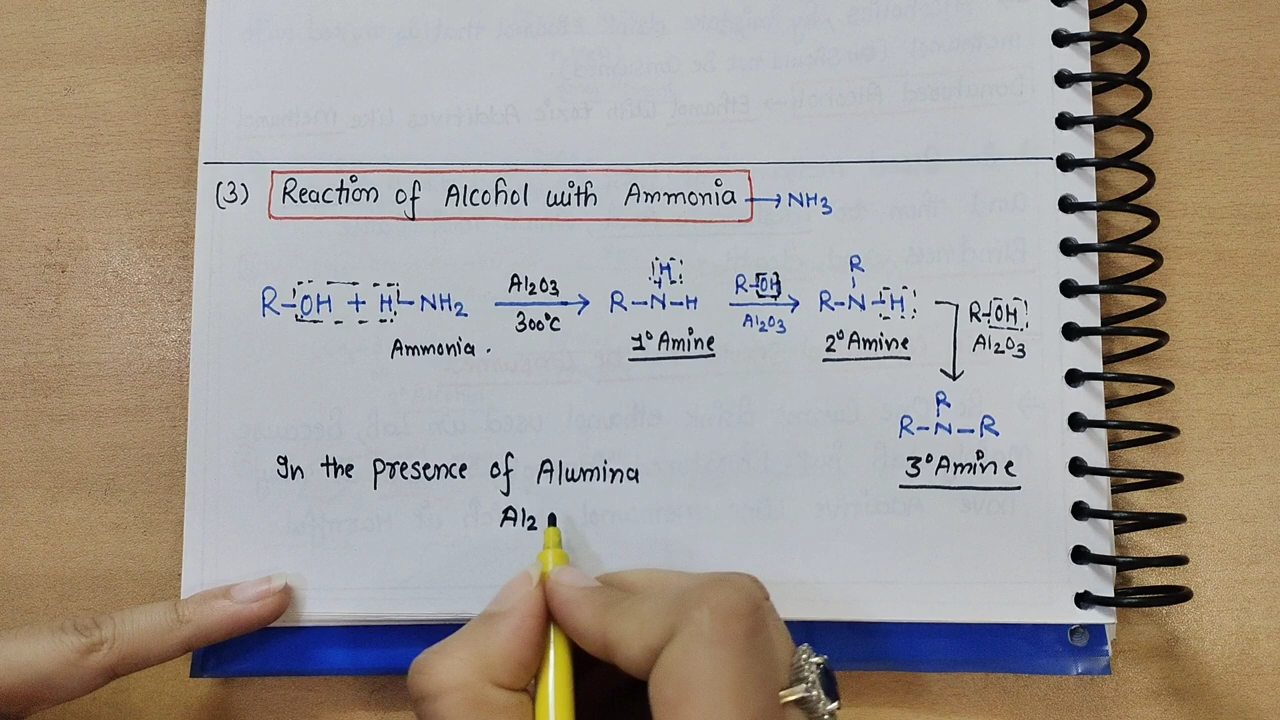 (3) Reaction of Alcohol with Ammonia → NH3
R-OH + H-NH2 Al2O3 300°C R-N-H H R-OH Al2O3 R-N-H R R-OH Al2O3
Ammonia. 1° Amine 2° Amine
R
R-N-R
3° Amine
In the presence of Alumina
Al2